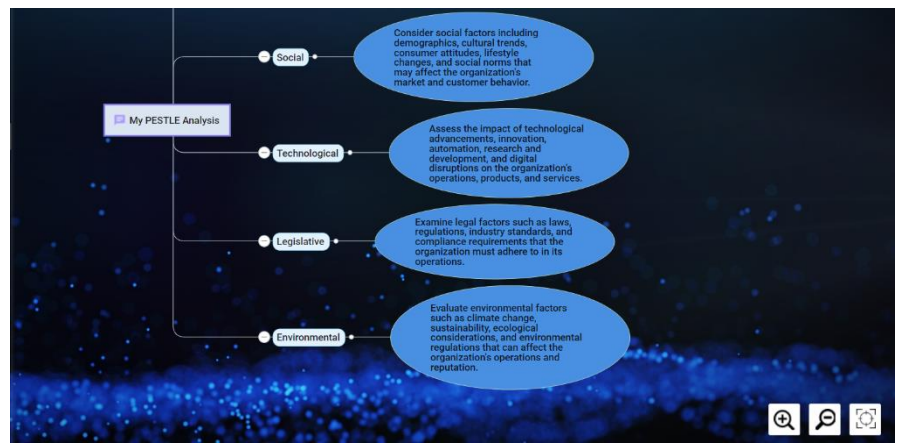 Social
Consider social factors including
demographics, cultural trends,
consumer attitudes, lifestyle
changes, and social norms that
may affect the organization's
market and customer behavior.
My PESTLE Analysis
Technological
Assess the impact of technological
advancements, innovation,
automation, research and
development, and digital
disruptions on the organization's
operations, products, and services.
Legislative
Examine legal factors such as laws,
regulations, industry standards, and
compliance requirements that the
organization must adhere to in its
operations.
Environmental
Evaluate environmental factors
such as climate change,
sustainability, ecological
considerations, and environmental
regulations that can affect the
organization's operations and
reputation.